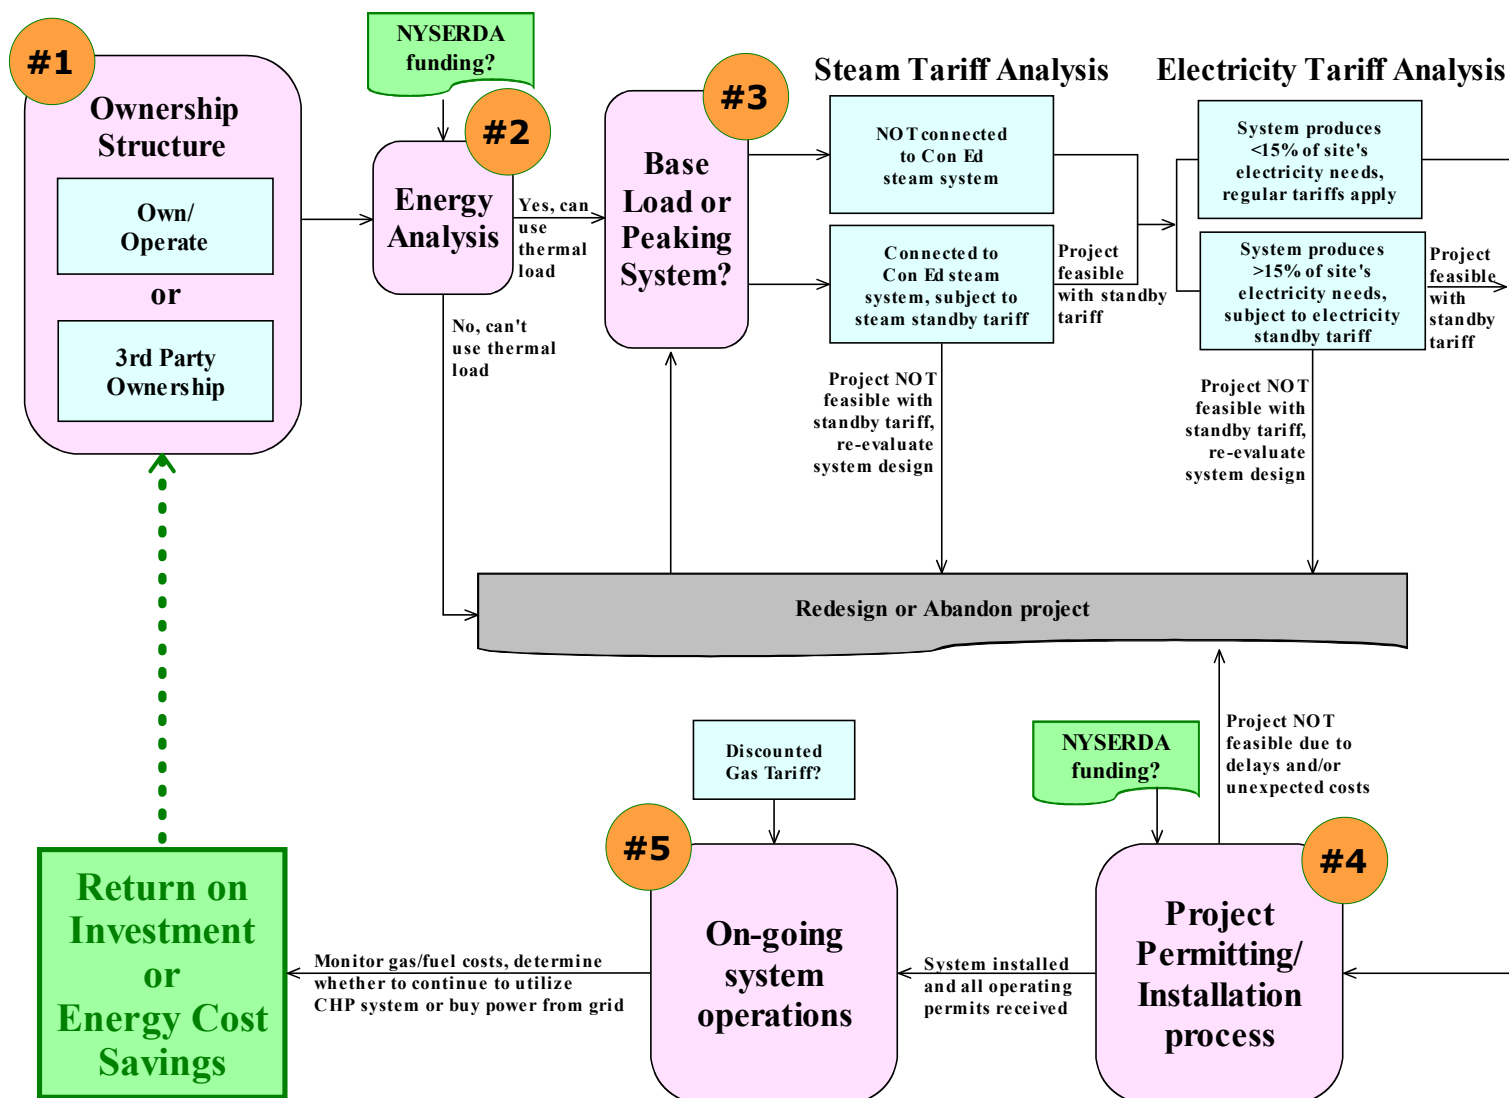 #1
Ownership
Structure
Own/
Operate
or
3rd Party
Ownership
NYSERDA
funding?
#2
Energy
Analysis
Yes, can
use
thermal
load
No, can't
use thermal
load
#3
Base
Load or
Peaking
System?
Steam Tariff Analysis
NOT connected
to Con Ed
steam system
Connected to
Con Ed steam
system, subject to
steam standby tariff
Project
feasible
with standby
tariff
Project NOT
feasible with
standby tariff,
re-evaluate
system design
Electricity Tariff Analysis
System produces
<15% of site's
electricity needs,
regular tariffs apply
System produces
>15% of site's
electricity needs,
subject to electricity
standby tariff
Project
feasible
with
standby
tariff
Project NOT
feasible with
standby tariff,
re-evaluate
system design
Redesign or Abandon project
Project NOT
feasible due to
delays and/or
unexpected costs
NYSERDA
funding?
#4
Project
Permitting/
Installation
process
System installed
and all operating
permits received
Discounted
Gas Tariff?
#5
On-going
system
operations
Monitor gas/fuel costs, determine
whether to continue to utilize
CHP system or buy power from grid
Return on
Investment
or
Energy Cost
Savings